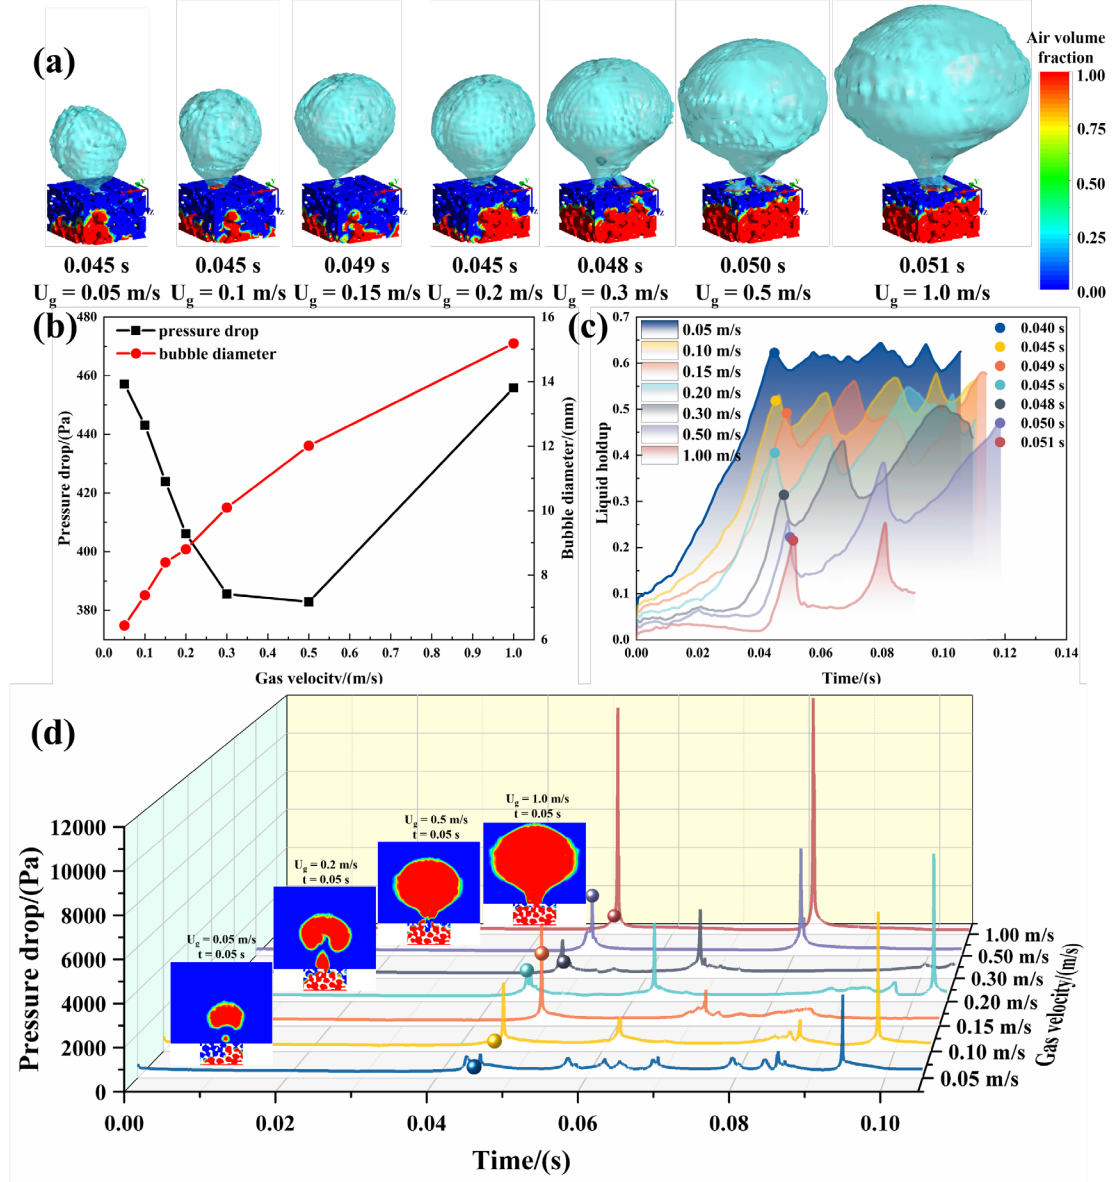 (a)
Air volume
fraction
1.00
0.75
0.50
0.25
0.00
0.045 s
0.045 s
0.049 s
0.045 s
0.048 s
0.050 s
0.051 s
Ug = 0.05 m/s
Ug = 0.1 m/s
Ug = 0.15 m/s
Ug = 0.2 m/s
Ug = 0.3 m/s
Ug = 0.5 m/s
Ug = 1.0 m/s
(b)
pressure drop
bubble diameter
Pressure drop/(Pa)
480
460
440
420
400
380
Bubble diameter/(mm)
16
14
12
10
8
6
0.0 0.1 0.2 0.3 0.4 0.5 0.6 0.7 0.8 0.9 1.0
Gas velocity/(m/s)
(c)
Liquid holdup
0.7
0.6
0.5
0.4
0.3
0.2
0.1
0.0
0.05 m/s
0.10 m/s
0.15 m/s
0.20 m/s
0.30 m/s
0.50 m/s
1.00 m/s
0.040 s
0.045 s
0.049 s
0.045 s
0.048 s
0.050 s
0.051 s
0.00 0.02 0.04 0.06 0.08 0.10 0.12 0.14
Time/(s)
(d)
Pressure drop/(Pa)
12000
10000
8000
6000
4000
2000
0
Ug = 1.0 m/s
t = 0.05 s
Ug = 0.5 m/s
t = 0.05 s
Ug = 0.2 m/s
t = 0.05 s
Ug = 0.05 m/s
t = 0.05 s
1.00 m/s
0.50 m/s
0.30 m/s
0.20 m/s
0.15 m/s
0.10 m/s
0.05 m/s
Gas velocity/(m/s)
0.00 0.02 0.04 0.06 0.08 0.10
Time/(s)